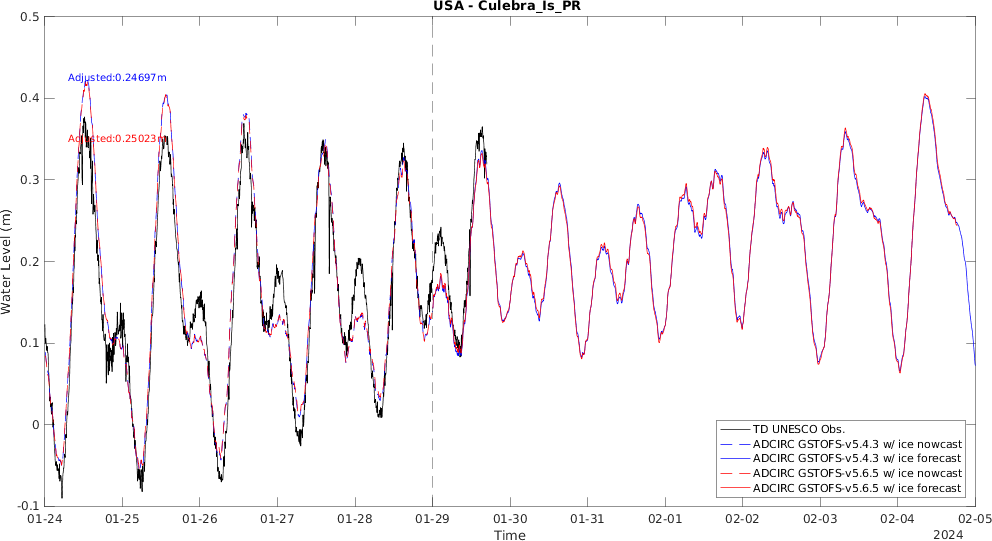 USA - Culebra_Is_PR
0.5
0.4
0.3
0.2
0.1
0
-0.1
Water Level (m)
Adjusted:0.24697m
Adjusted:0.25023m
TD UNESCO Obs.
ADCIRC GSTOFS-v5.4.3 w/ ice nowcast
ADCIRC GSTOFS-v5.4.3 w/ ice forecast
ADCIRC GSTOFS-v5.6.5 w/ ice nowcast
ADCIRC GSTOFS-v5.6.5 w/ ice forecast
01-24 01-25 01-26 01-27 01-28 01-29 01-30 01-31 02-01 02-02 02-03 02-04 02-05
Time
2024